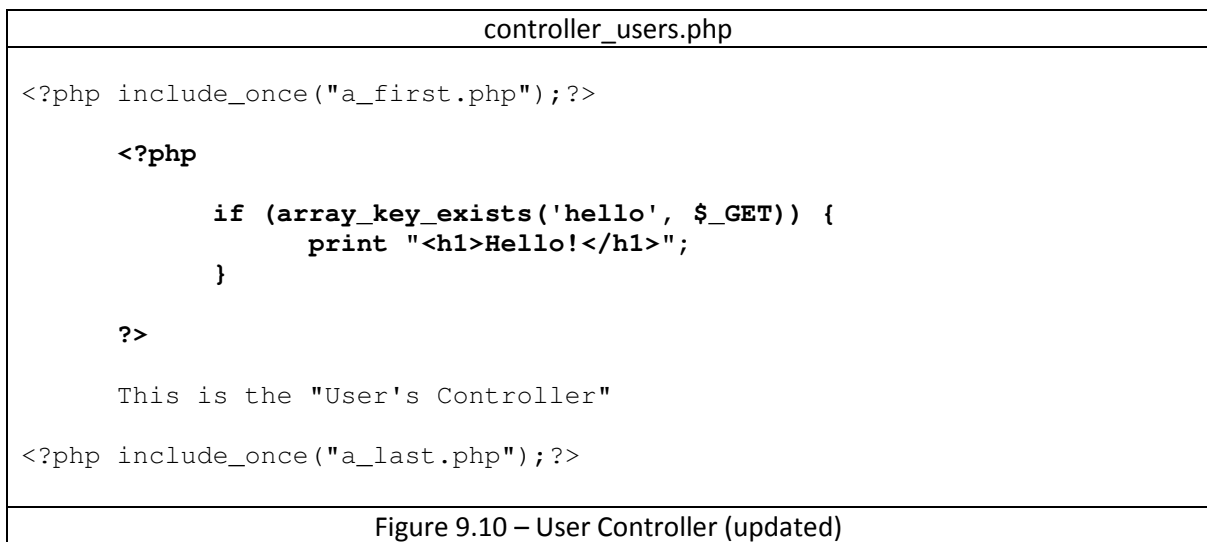 controller_users.php
<?php include_once("a_first.php");?>
<?php
if (array_key_exists('hello', $_GET)) {
print "<h1>Hello!</h1>";
}
?>
This is the "User's Controller"
<?php include_once("a_last.php");?>
Figure 9.10 – User Controller (updated)